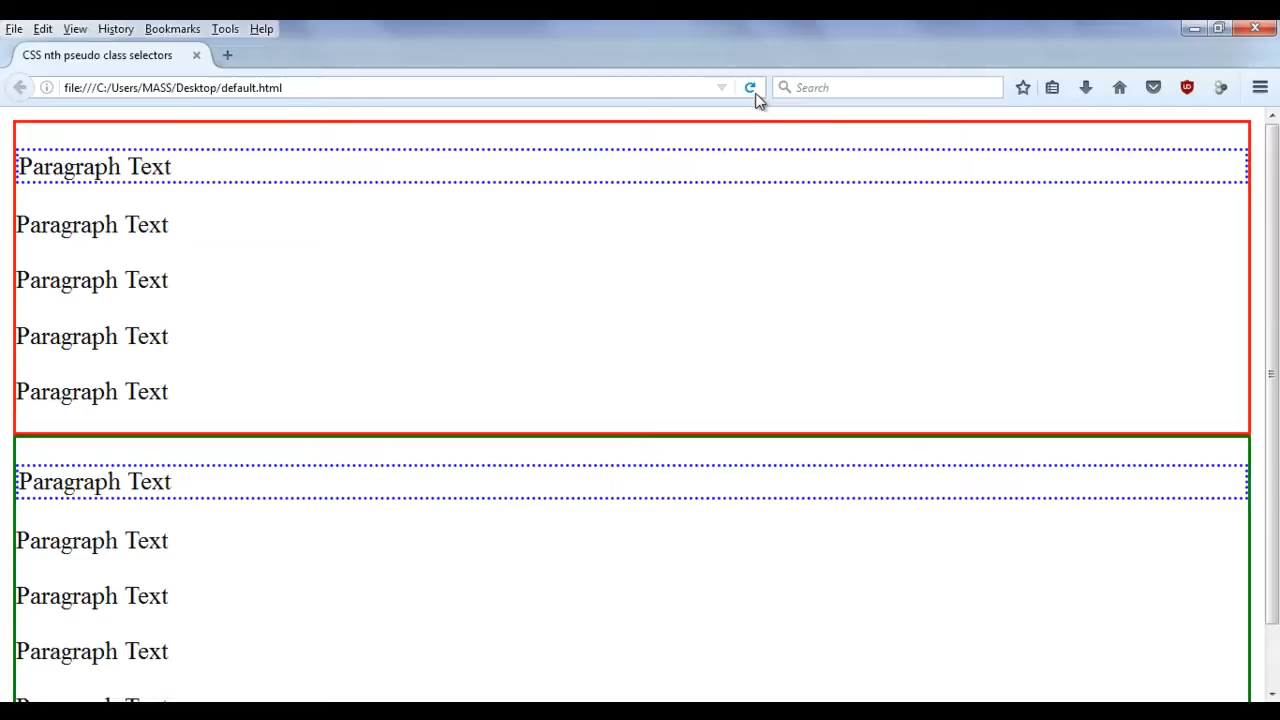 File Edit View History Bookmarks Tools Help
CSS nth pseudo class selectors
file:///C:/Users/MASS/Desktop/default.html
Search
Paragraph Text
Paragraph Text
Paragraph Text
Paragraph Text
Paragraph Text
Paragraph Text
Paragraph Text
Paragraph Text
Paragraph Text